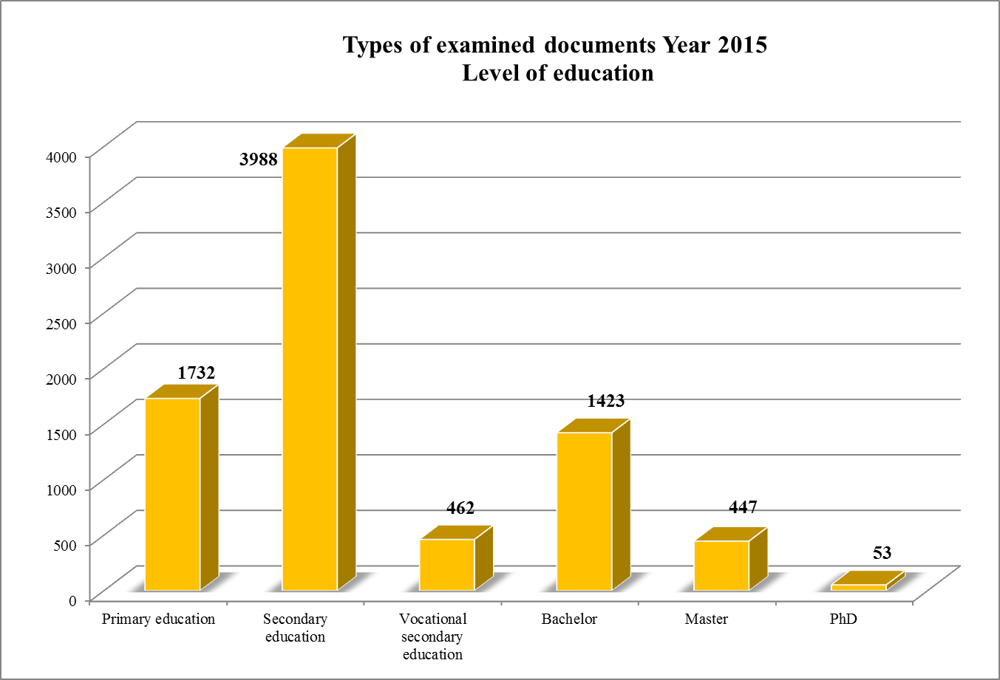 Types of examined documents Year 2015
Level of education
4000
3500
3000
2500
2000
1500
1000
500
0
1732
3988
462
1423
447
53
Primary education
Secondary
education
Vocational
secondary
education
Bachelor
Master
PhD